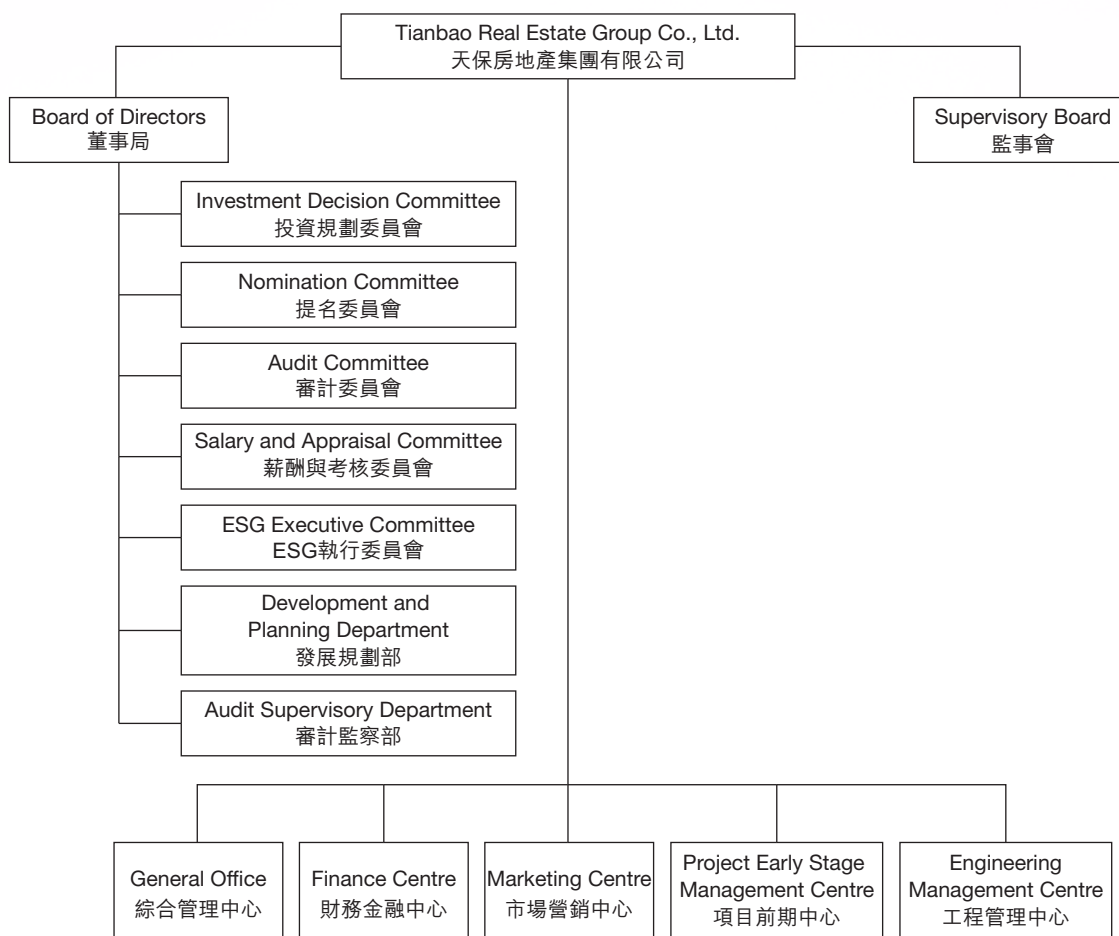 Tianbao Real Estate Group Co., Ltd.
天保房地產集團有限公司
Board of Directors
董事局
Supervisory Board
監事會
Investment Decision Committee
投資規劃委員會
Nomination Committee
提名委員會
Audit Committee
審計委員會
Salary and Appraisal Committee
薪酬與考核委員會
ESG Executive Committee
ESG執行委員會
Development and
Planning Department
發展規劃部
Audit Supervisory Department
審計監察部
General Office
綜合管理中心
Finance Centre
財務金融中心
Marketing Centre
市場營銷中心
Project Early Stage
Management Centre
項目前期中心
Engineering
Management Centre
工程管理中心